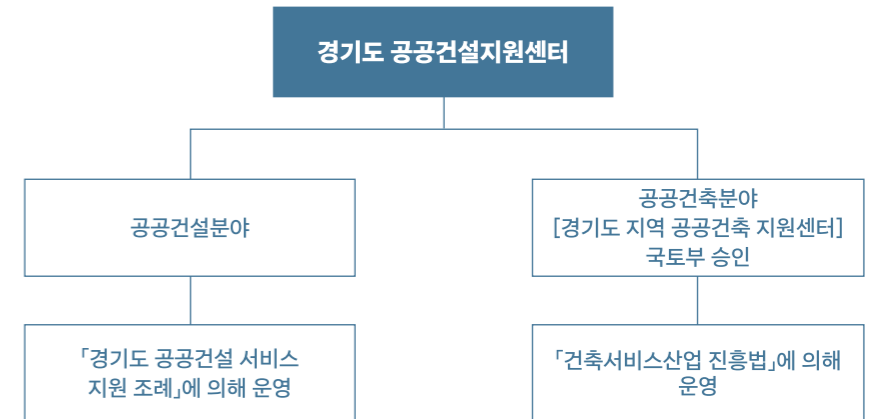 경기도 공공건설지원센터
공공건설분야
공공건축분야
[경기도 지역 공공건축 지원센터]
국토부 승인
「경기도 공공건설 서비스
지원 조례」에 의해 운영
「건축서비스산업 진흥법」에 의해
운영